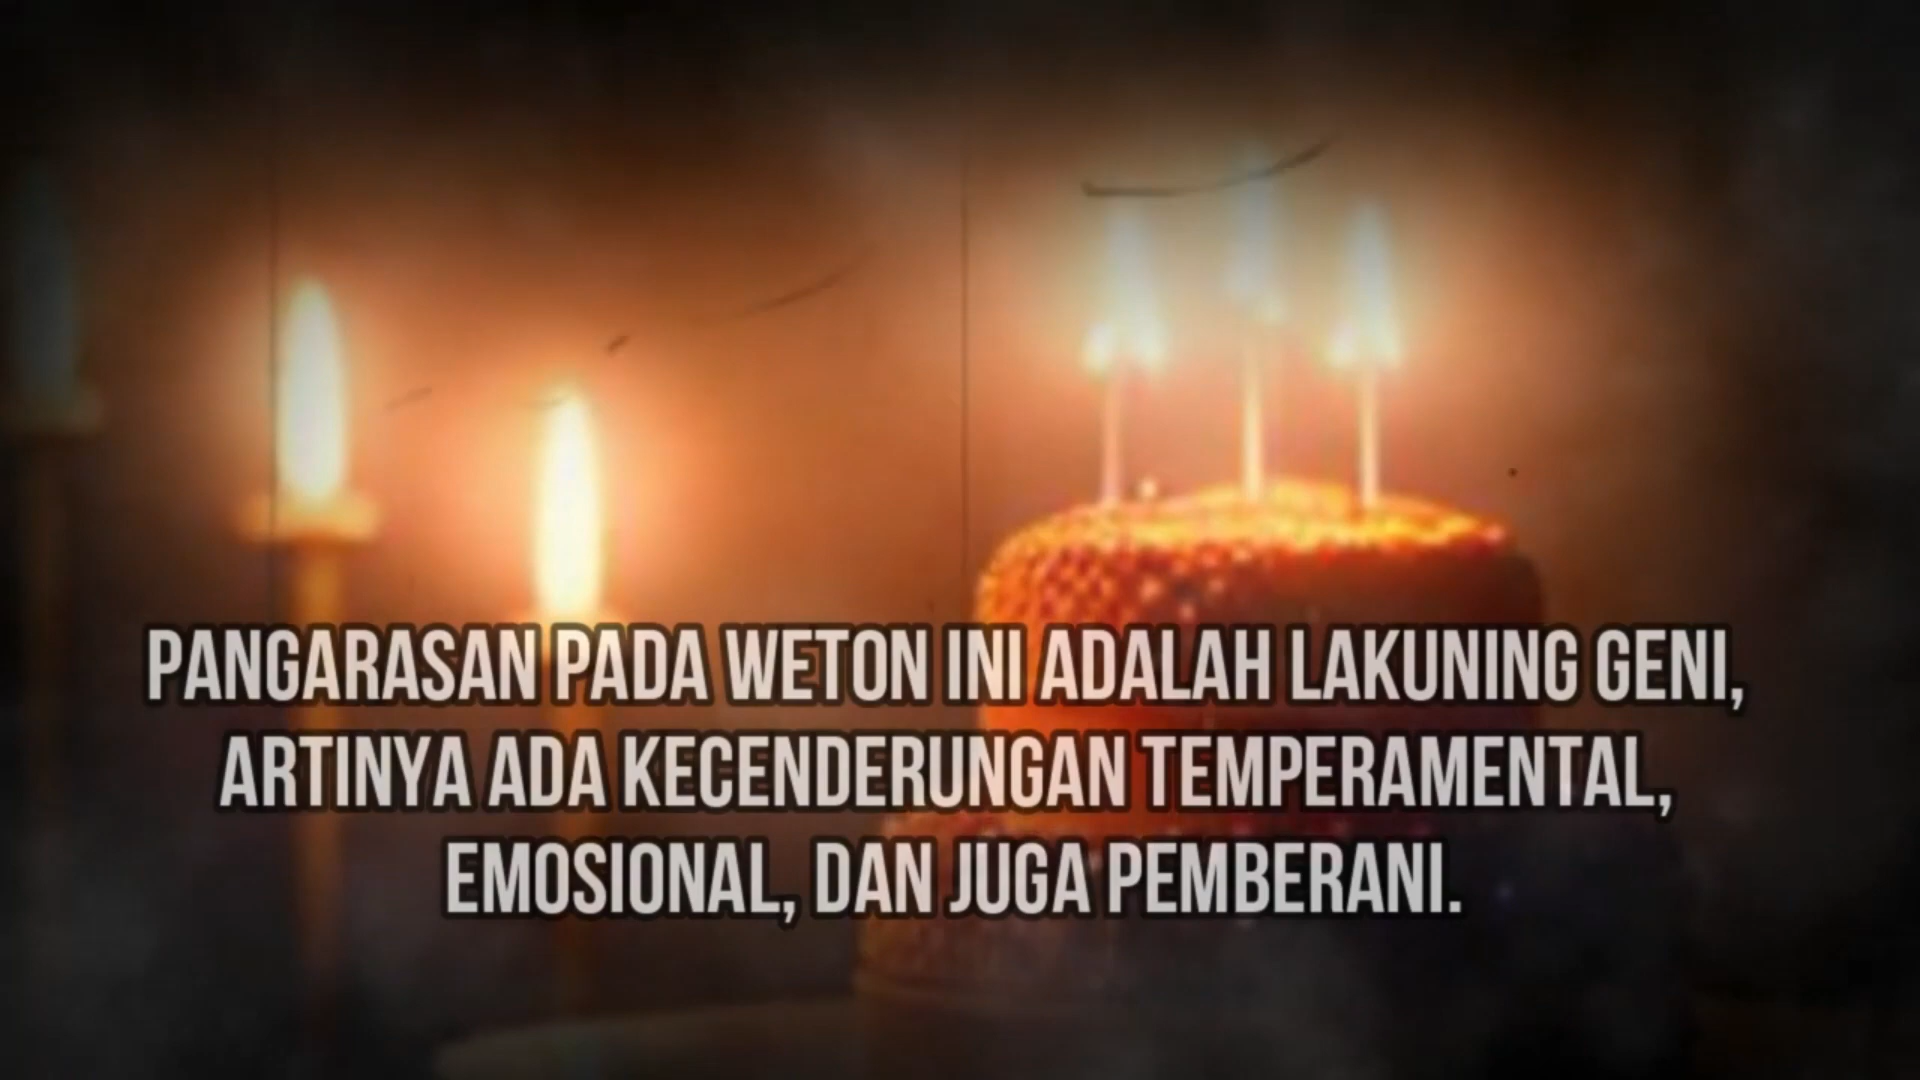 PANGARASAN PADA WETON INI ADALAH LAKUNING GENI,
ARTINYA ADA KECENDERUNGAN TEMPERAMENTAL,
EMOSIONAL, DAN JUGA PEMBERANI.